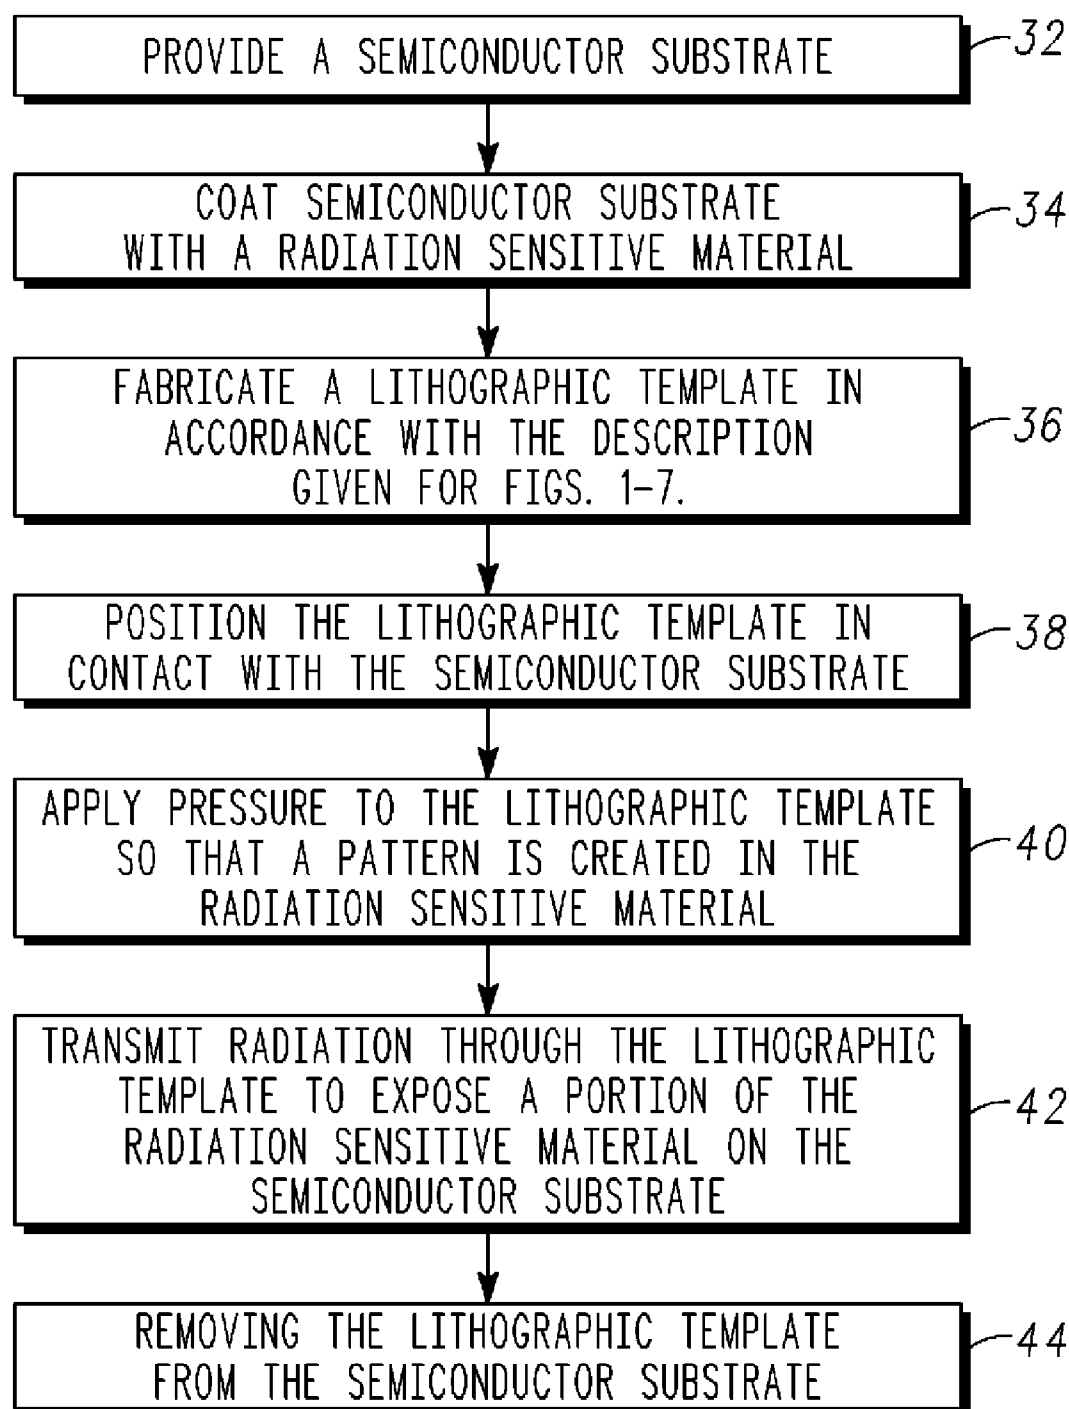 PROVIDE A SEMICONDUCTOR SUBSTRATE
32
COAT SEMICONDUCTOR SUBSTRATE
WITH A RADIATION SENSITIVE MATERIAL
34
FABRICATE A LITHOGRAPHIC TEMPLATE IN
ACCORDANCE WITH THE DESCRIPTION
GIVEN FOR FIGS. 1-7.
36
POSITION THE LITHOGRAPHIC TEMPLATE IN
CONTACT WITH THE SEMICONDUCTOR SUBSTRATE
38
APPLY PRESSURE TO THE LITHOGRAPHIC TEMPLATE
SO THAT A PATTERN IS CREATED IN THE
RADIATION SENSITIVE MATERIAL
40
TRANSMIT RADIATION THROUGH THE LITHOGRAPHIC
TEMPLATE TO EXPOSE A PORTION OF THE
RADIATION SENSITIVE MATERIAL ON THE
SEMICONDUCTOR SUBSTRATE
42
REMOVING THE LITHOGRAPHIC TEMPLATE
FROM THE SEMICONDUCTOR SUBSTRATE
44